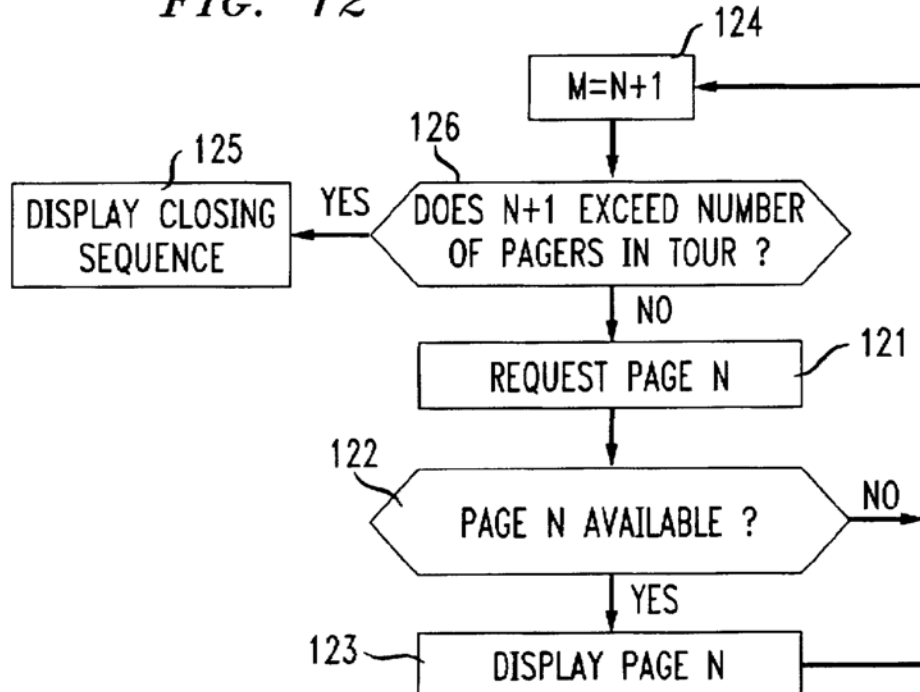 FIG. 12
124
M=N+1
126
125
DISPLAY CLOSING
SEQUENCE
YES
DOES N+1 EXCEED NUMBER
OF PAGERS IN TOUR ?
NO
121
REQUEST PAGE N
122
PAGE N AVAILABLE ?
NO
YES
123
DISPLAY PAGE N